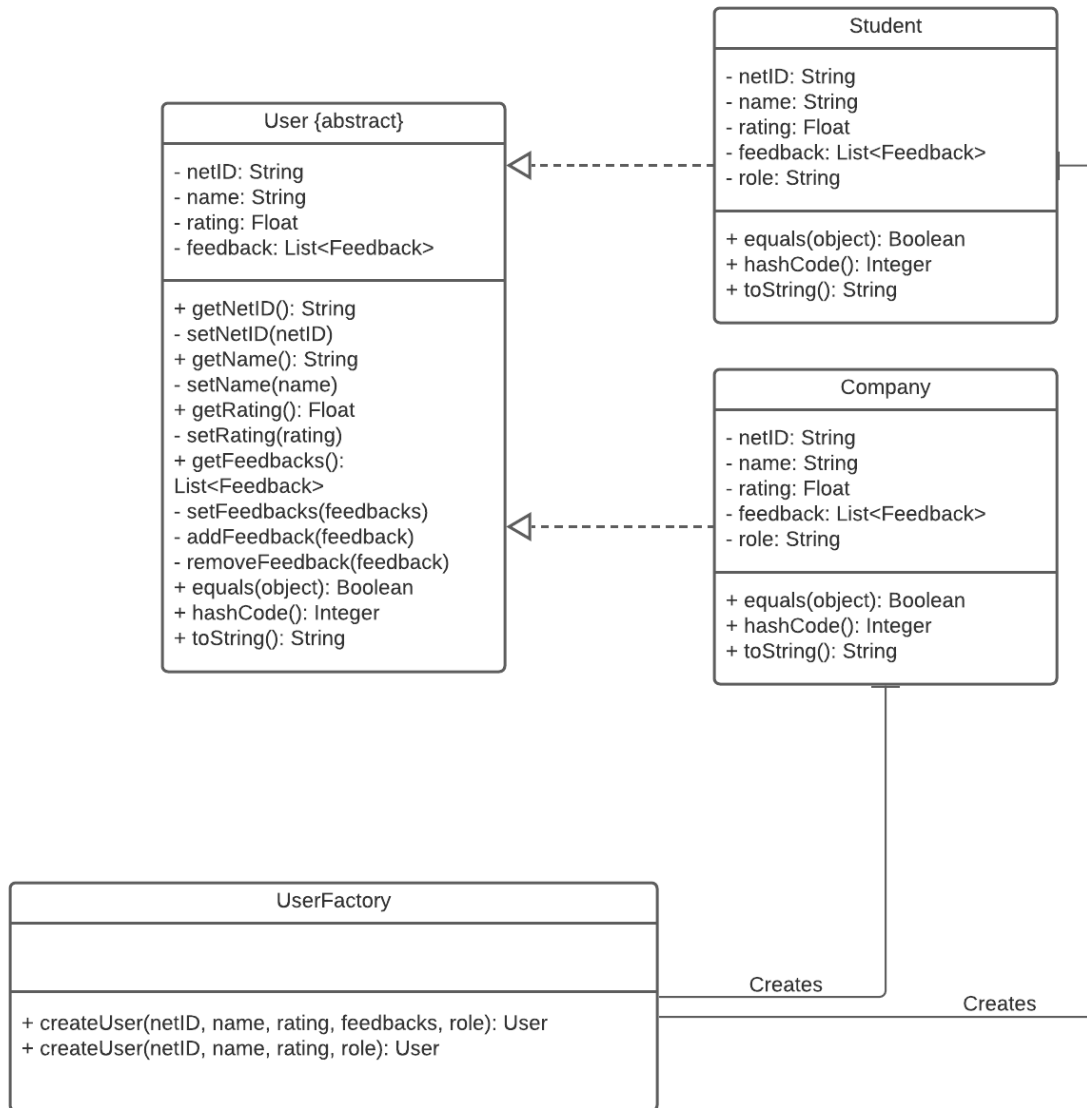 User {abstract}
- netID: String
- name: String
- rating: Float
- feedback: List<Feedback>
+ getNetID(): String
- setNetID(netID)
+ getName(): String
- setName(name)
+ getRating(): Float
- setRating(rating)
+ getFeedbacks():
List<Feedback>
- setFeedbacks(feedbacks)
- addFeedback(feedback)
- removeFeedback(feedback)
+ equals(object): Boolean
+ hashCode(): Integer
+ toString(): String
Student
- netID: String
- name: String
- rating: Float
- feedback: List<Feedback>
- role: String
+ equals(object): Boolean
+ hashCode(): Integer
+ toString(): String
Company
- netID: String
- name: String
- rating: Float
- feedback: List<Feedback>
- role: String
+ equals(object): Boolean
+ hashCode(): Integer
+ toString(): String
UserFactory
+ createUser(netID, name, rating, feedbacks, role): User
+ createUser(netID, name, rating, role): User
Creates
Creates